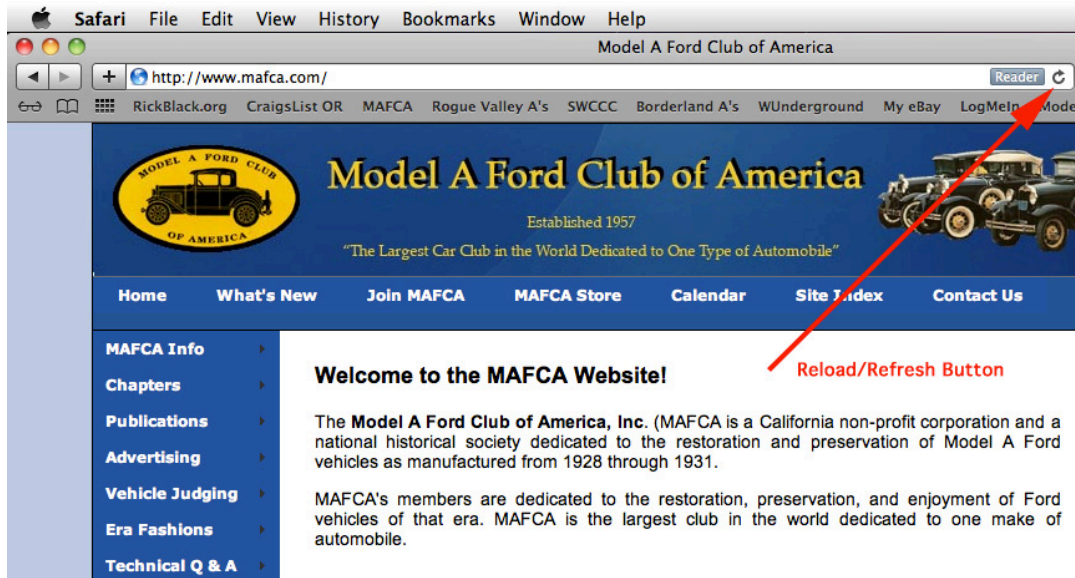 Safari File Edit View History Bookmarks Window Help
Model A Ford Club of America
http://www.mafca.com/ Reader
RickBlack.org CraigsList OR MAFCA Rogue Valley A's SWCCC Borderland A's WUnderground My eBay LogMeIn Mode
MODEL A FORD CLUB
OF AMERICA
Model A Ford Club of America
Established 1957
“The Largest Car Club in the World Dedicated to One Type of Automobile”
Home What's New Join MAFCA MAFCA Store Calendar Site Index Contact Us
MAFCA Info
Chapters
Publications
Advertising
Vehicle Judging
Era Fashions
Technical Q & A
Reload/Refresh Button
Welcome to the MAFCA Website!
The Model A Ford Club of America, Inc. (MAFCA is a California non-profit corporation and a
national historical society dedicated to the restoration and preservation of Model A Ford
vehicles as manufactured from 1928 through 1931.
MAFCA's members are dedicated to the restoration, preservation, and enjoyment of Ford
vehicles of that era. MAFCA is the largest club in the world dedicated to one make of
automobile.